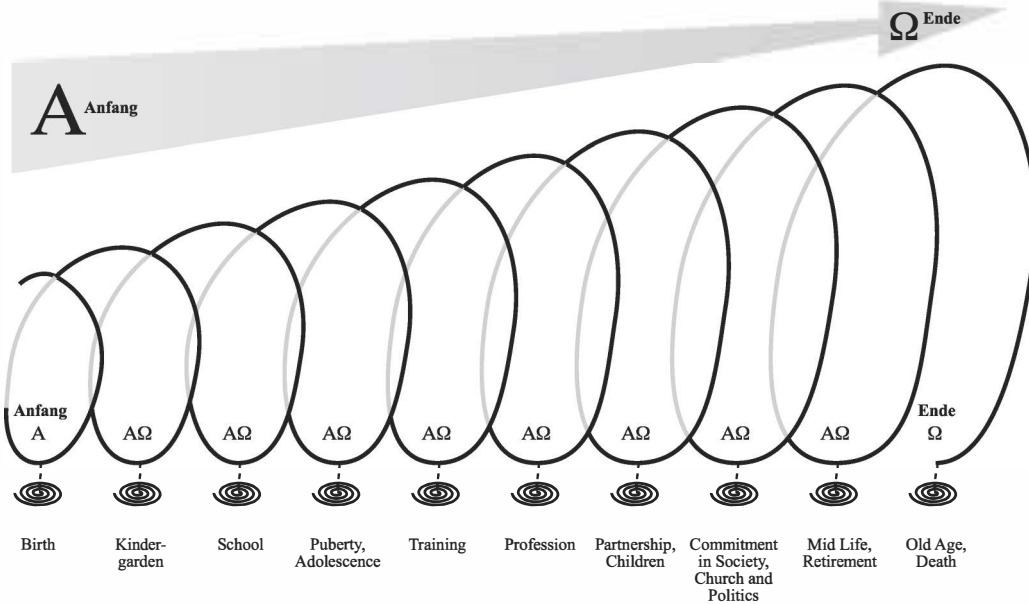 Ω Ende
A Anfang
Anfang
A
AΩ
AΩ
AΩ
AΩ
AΩ
AΩ
AΩ
AΩ
Ende
Ω
Birth
Kinder-
garden
School
Puberty,
Adolescence
Training
Profession
Partnership,
Children
Commitment
in Society,
Church and
Politics
Mid Life,
Retirement
Old Age,
Death